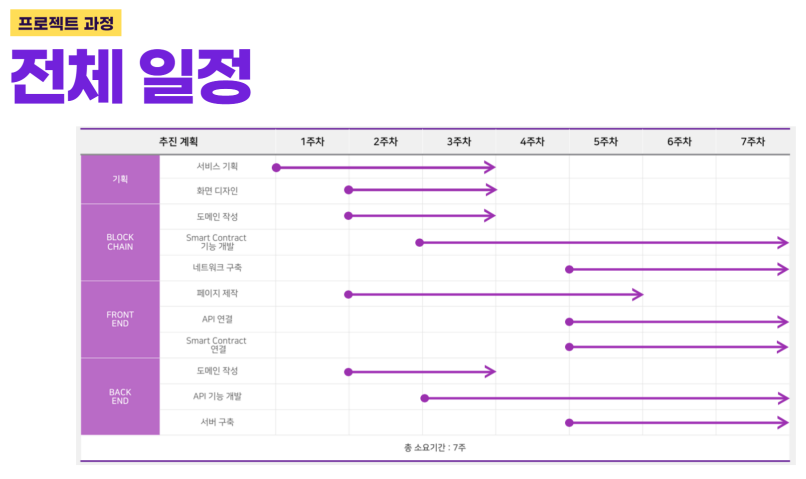 프로젝트 과정
전체 일정
추진 계획 1주차 2주차 3주차 4주차 5주차 6주차 7주차
기획
서비스 기획
화면 디자인
BLOCK
CHAIN
도메인 작성
Smart Contract
기능 개발
네트워크 구축
FRONT
END
페이지 제작
API 연결
Smart Contract
연결
BACK
END
도메인 작성
API 기능 개발
서버 구축
총 소요기간 : 7주